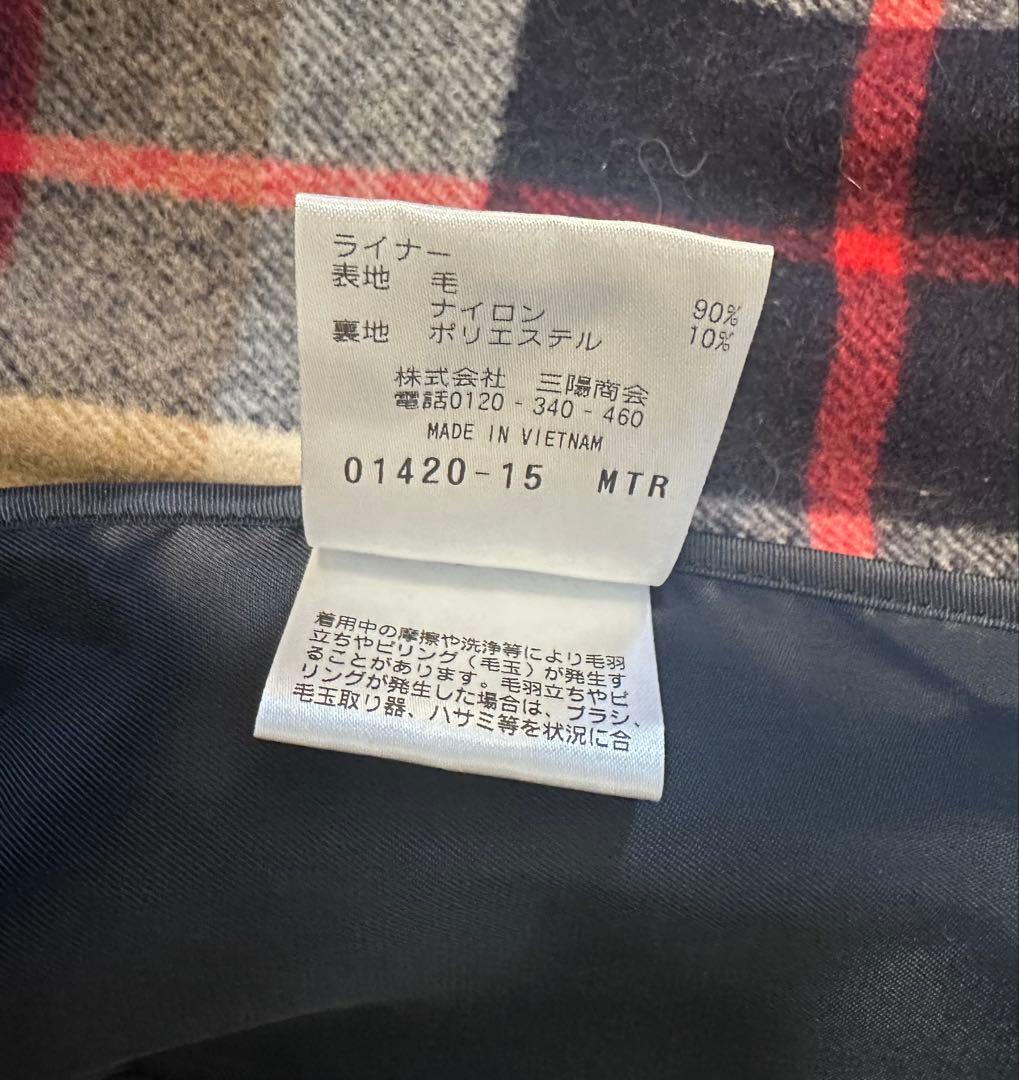 ライナー
表地 毛 90%
ナイロン 10%
裏地 ポリエステル
株式会社 三陽商会
電話0120-340-460
MADE IN VIETNAM
01420-15 MTR
着用中の摩擦や洗浄等により毛羽
立ちやピリング(毛玉)が発生す
ることがあります。毛羽立ちやピ
リングが発生した場合は、ブラシ、
毛玉取り器、ハサミ等を状況に合